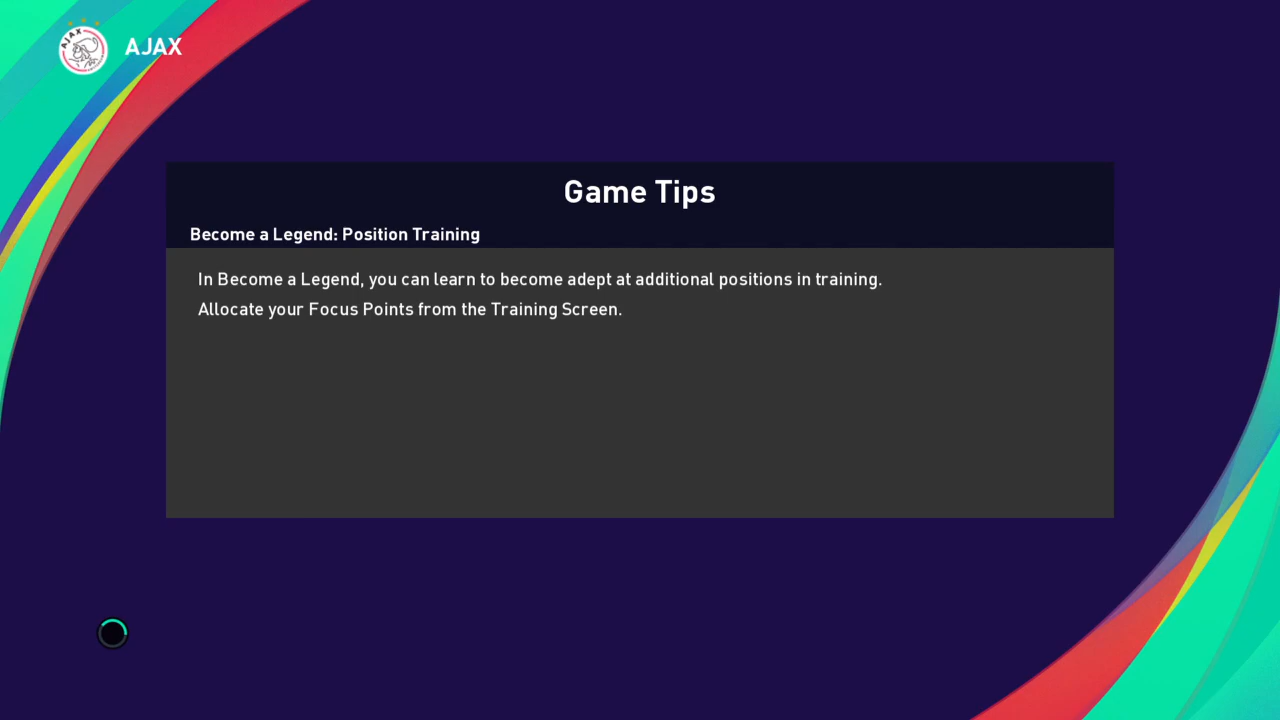 AJAX
AJAX
Game Tips
Become a Legend: Position Training
In Become a Legend, you can learn to become adept at additional positions in training.
Allocate your Focus Points from the Training Screen.